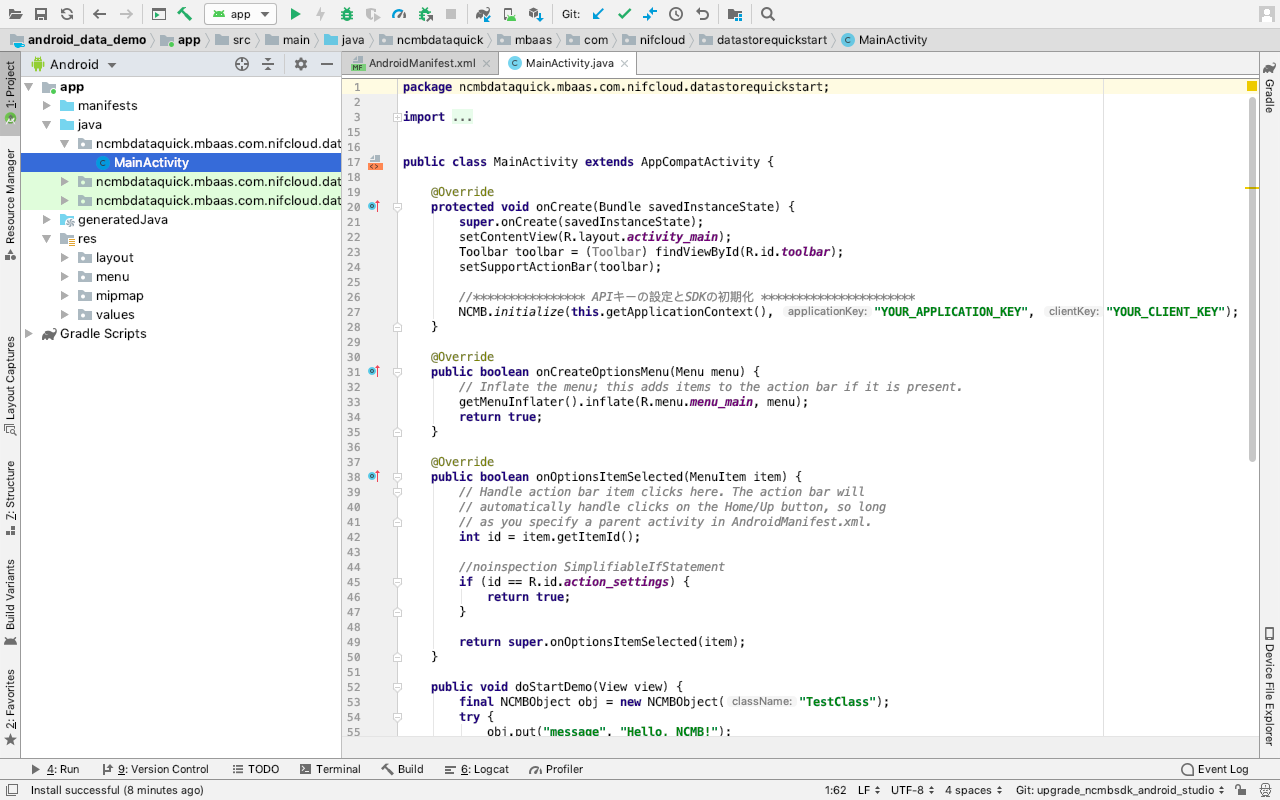 app
Git:
android_data_demo app src main java ncmbdataquick mbaas com nifcloud datastorequickstart MainActivity
1: Project
Resource Manager
Layout Captures
Z: Structure
Build Variants
2: Favorites
Android
app
manifests
java
ncmbdataquick.mbaas.com.nifcloud.dat
MainActivity
ncmbdataquick.mbaas.com.nifcloud.dat
ncmbdataquick.mbaas.com.nifcloud.dat
generatedJava
res
layout
menu
mipmap
values
Gradle Scripts
AndroidManifest.xml MainActivity.java
1 package ncmbdataquick.mbaas.com.nifcloud.datastorequickstart;
2
3 import ...
15
16
17 public class MainActivity extends AppCompatActivity {
18
19 @Override
20 protected void onCreate(Bundle savedInstanceState) {
21 super.onCreate(savedInstanceState);
22 setContentView(R.layout.activity_main);
23 Toolbar toolbar = (Toolbar) findViewById(R.id.toolbar);
24 setSupportActionBar(toolbar);
25
26 //**************** APIキーの設定とSDKの初期化 **********************
27 NCMB.initialize(this.getApplicationContext(), applicationKey: "YOUR_APPLICATION_KEY", clientKey: "YOUR_CLIENT_KEY");
28 }
29
30 @Override
31 public boolean onCreateOptionsMenu(Menu menu) {
32 // Inflate the menu; this adds items to the action bar if it is present.
33 getMenuInflater().inflate(R.menu.menu_main, menu);
34 return true;
35 }
36
37 @Override
38 public boolean onOptionsItemSelected(MenuItem item) {
39 // Handle action bar item clicks here. The action bar will
40 // automatically handle clicks on the Home/Up button, so long
41 // as you specify a parent activity in AndroidManifest.xml.
42 int id = item.getItemId();
43
44 //noinspection SimplifiableIfStatement
45 if (id == R.id.action_settings) {
46 return true;
47 }
48
49 return super.onOptionsItemSelected(item);
50 }
51
52 public void doStartDemo(View view) {
53 final NCMBObject obj = new NCMBObject( className: "TestClass");
54 try {
55 obj.put("message", "Hello, NCMB!");
Gradle
Device File Explorer
4: Run 9: Version Control TODO Terminal Build 6: Logcat Profiler Event Log
Install successful (8 minutes ago) 1:62 LF UTF-8 4 spaces Git: upgrade_ncmbsdk_android_studio